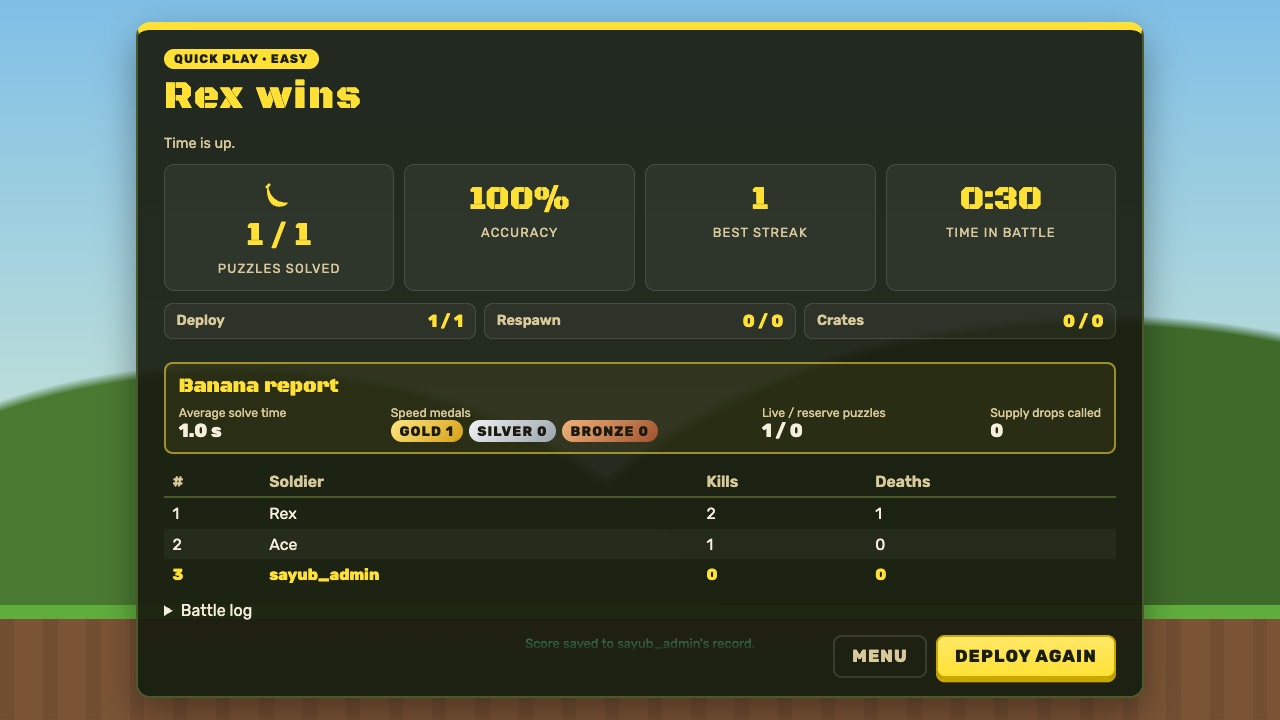 QUICK PLAY · EASY
Rex wins
Time is up.
1 / 1
PUZZLES SOLVED
100%
ACCURACY
1
BEST STREAK
0:30
TIME IN BATTLE
Deploy 1 / 1
Respawn 0 / 0
Crates 0 / 0
Banana report
Average solve time
1.0 s
Speed medals
GOLD 1 SILVER 0 BRONZE 0
Live / reserve puzzles
1 / 0
Supply drops called
0
# Soldier Kills Deaths
1 Rex 2 1
2 Ace 1 0
3 sayub_admin 0 0
Battle log
Score saved to sayub_admin's record.
MENU
DEPLOY AGAIN